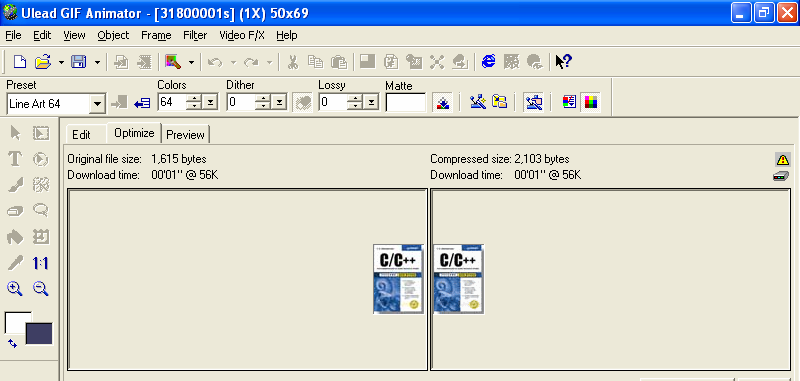 Ulead GIF Animator - [31800001s] (1X) 50x69
File Edit View Object Frame Filter Video F/X Help
Preset Colors Dither Lossy Matte
Line Art 64 64 0 0
Edit Optimize Preview
Original file size: 1,615 bytes Compressed size: 2,103 bytes
Download time: 00'01" @ 56K Download time: 00'01" @ 56K
C/C++ C/C++
T
1:1